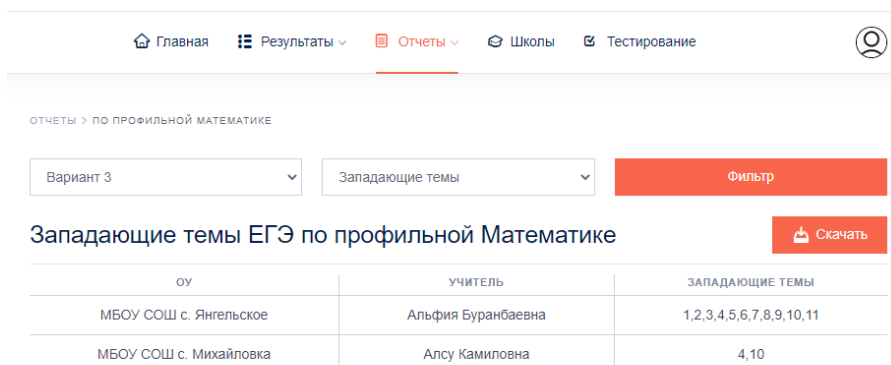 Главная Результаты Отчеты Школы Тестирование
ОТЧЕТЫ > ПО ПРОФИЛЬНОЙ МАТЕМАТИКЕ
Вариант 3 Западающие темы Фильтр
Западающие темы ЕГЭ по профильной Математике Скачать
ОУ УЧИТЕЛЬ ЗАПАДАЮЩИЕ ТЕМЫ
МБОУ СОШ с. Янгельское Альфия Буранбаевна 1,2,3,4,5,6,7,8,9,10,11
МБОУ СОШ с. Михайловка Алсу Камиловна 4,10